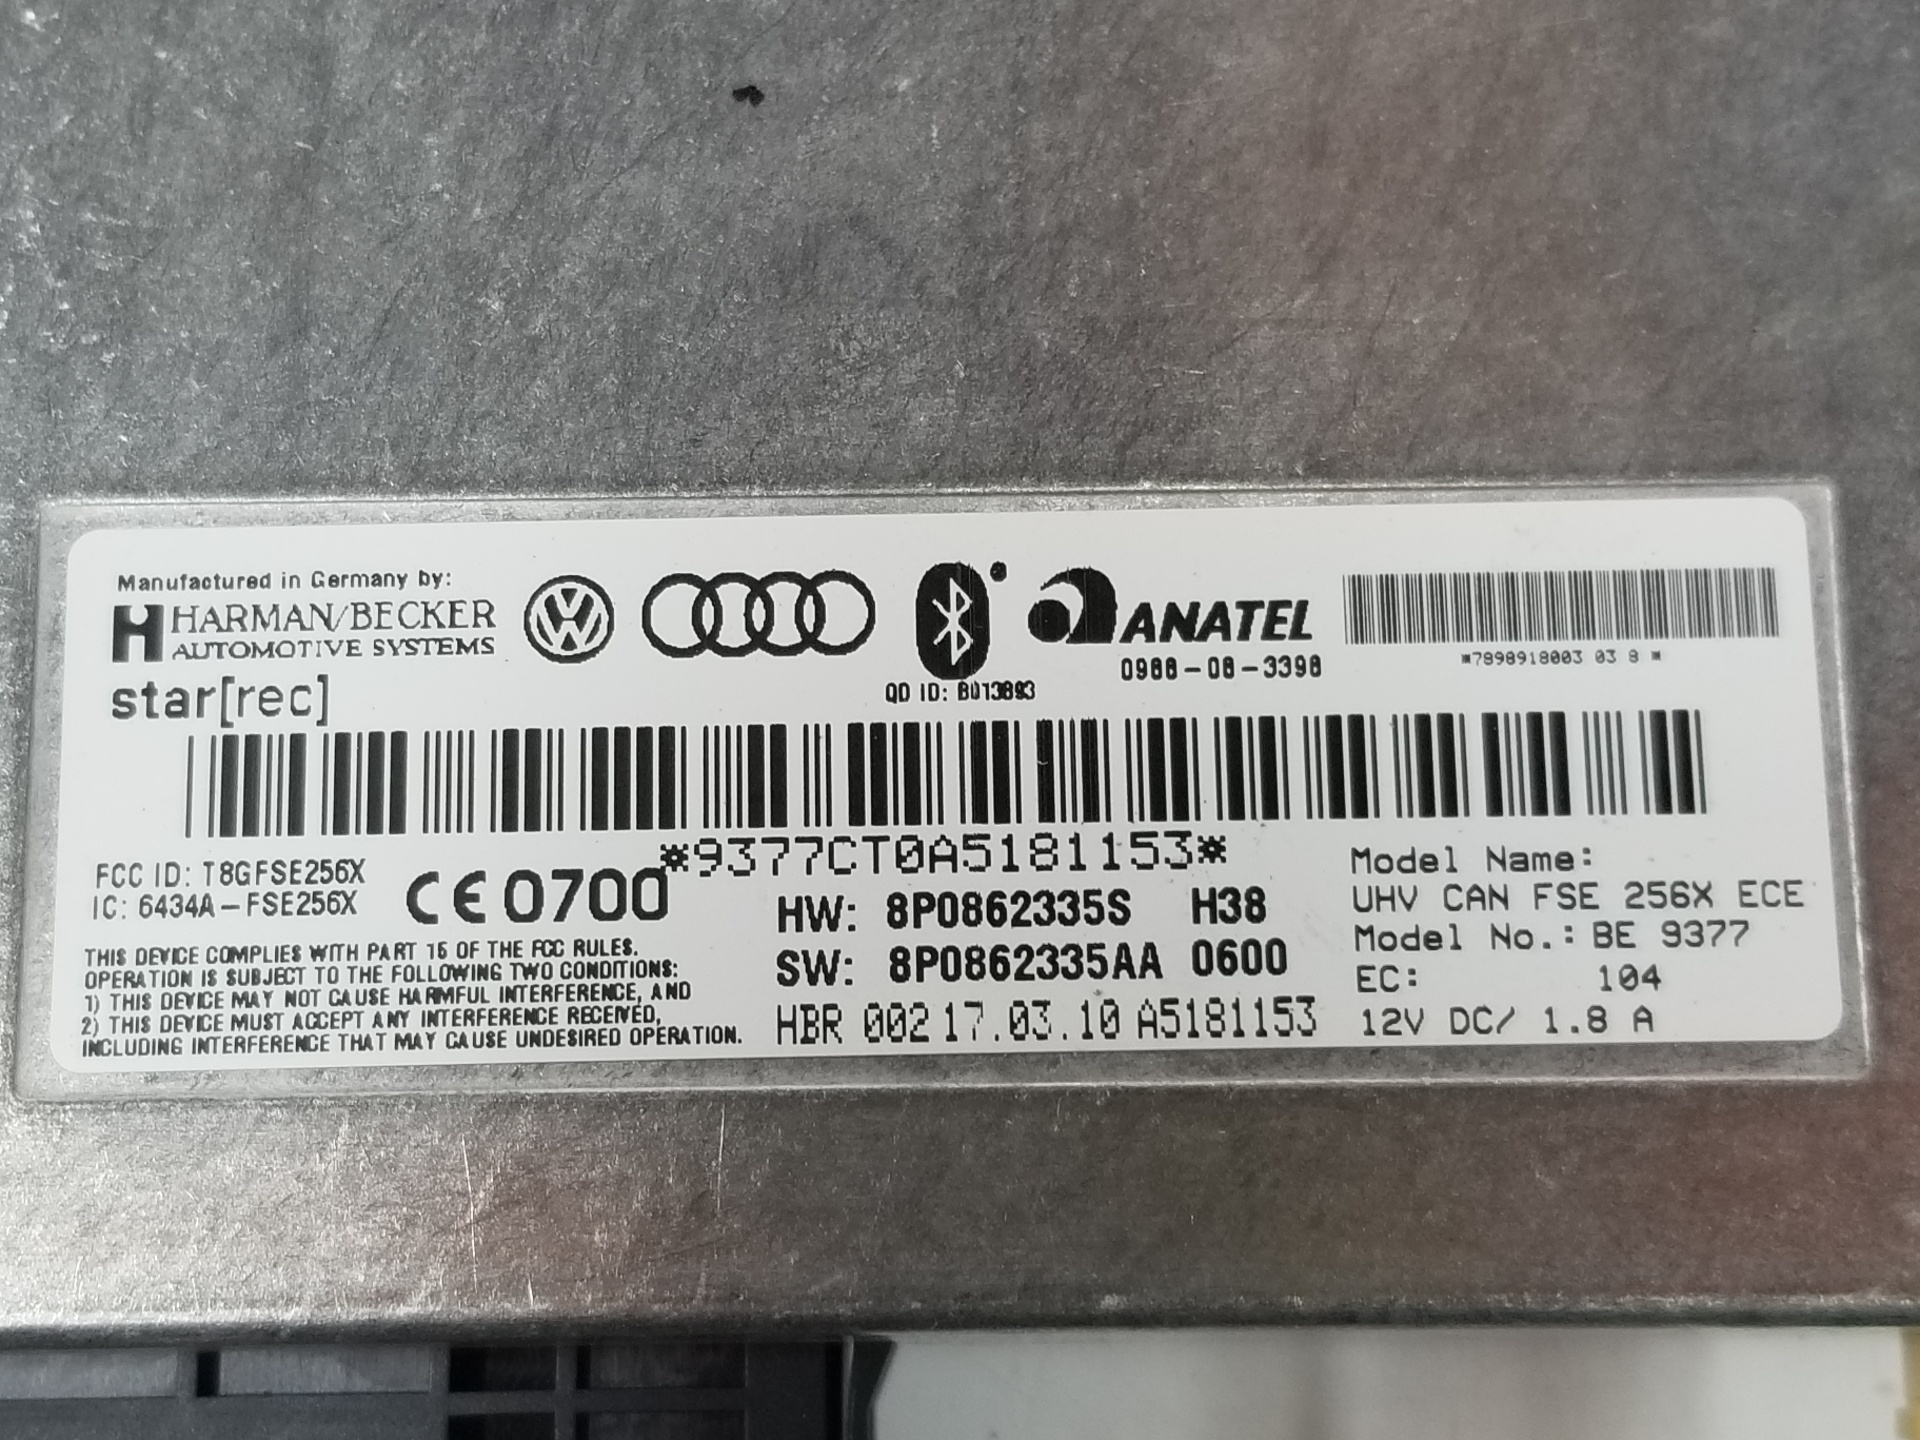 Manufactured in Germany by:
HARMAN/BECKER
AUTOMOTIVE SYSTEMS
star[rec]
QD ID: B013893
ANATEL
0988-08-3398
*7898918003 03 8 *
*9377CT0A5181153*
FCC ID: T8GFSE256X
IC: 6434A-FSE256X
CE 0700
THIS DEVICE COMPLIES WITH PART 15 OF THE FCC RULES.
OPERATION IS SUBJECT TO THE FOLLOWING TWO CONDITIONS:
1) THIS DEVICE MAY NOT CAUSE HARMFUL INTERFERENCE, AND
2) THIS DEVICE MUST ACCEPT ANY INTERFERENCE RECEIVED,
INCLUDING INTERFERENCE THAT MAY CAUSE UNDESIRED OPERATION.
HW: 8P0862335S H38
SW: 8P0862335AA 0600
HBR 002 17.03.10 A5181153
Model Name:
UHV CAN FSE 256X ECE
Model No.: BE 9377
EC: 104
12V DC/ 1.8 A